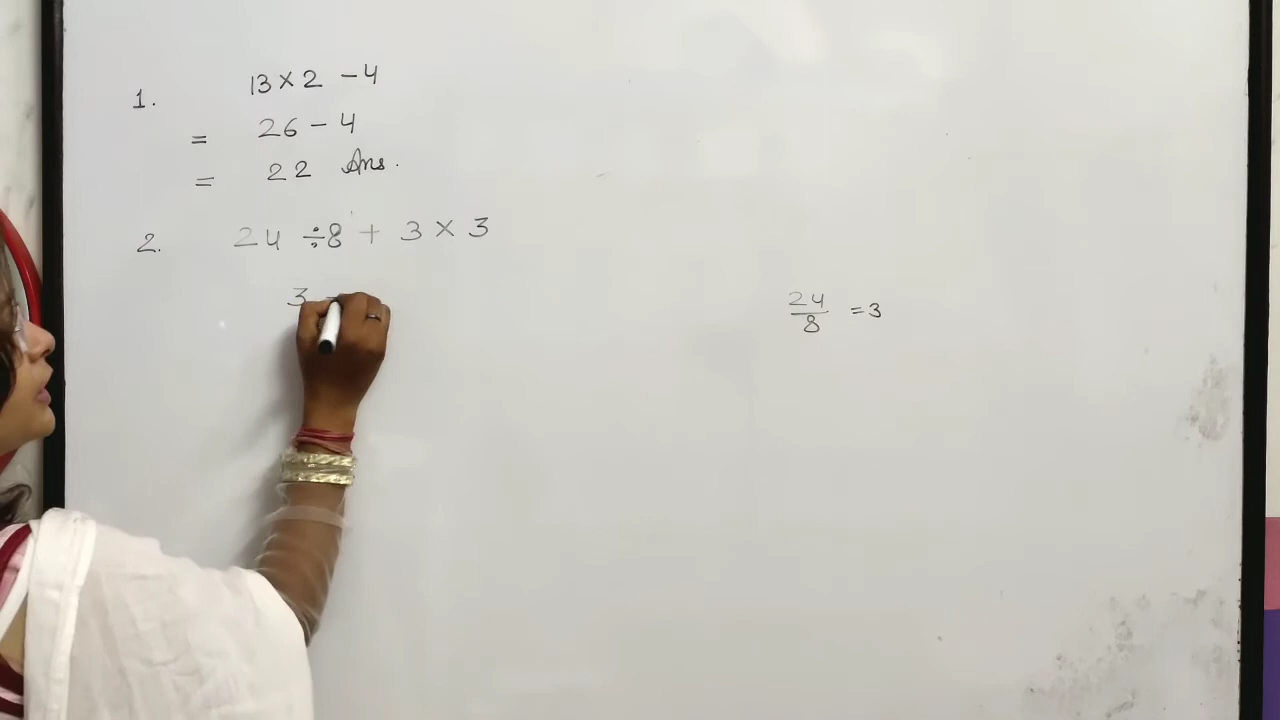 1. 13 × 2 - 4
= 26 - 4
= 22 Ans.
2. 24 ÷ 8 + 3 × 3
3
24
8
= 3